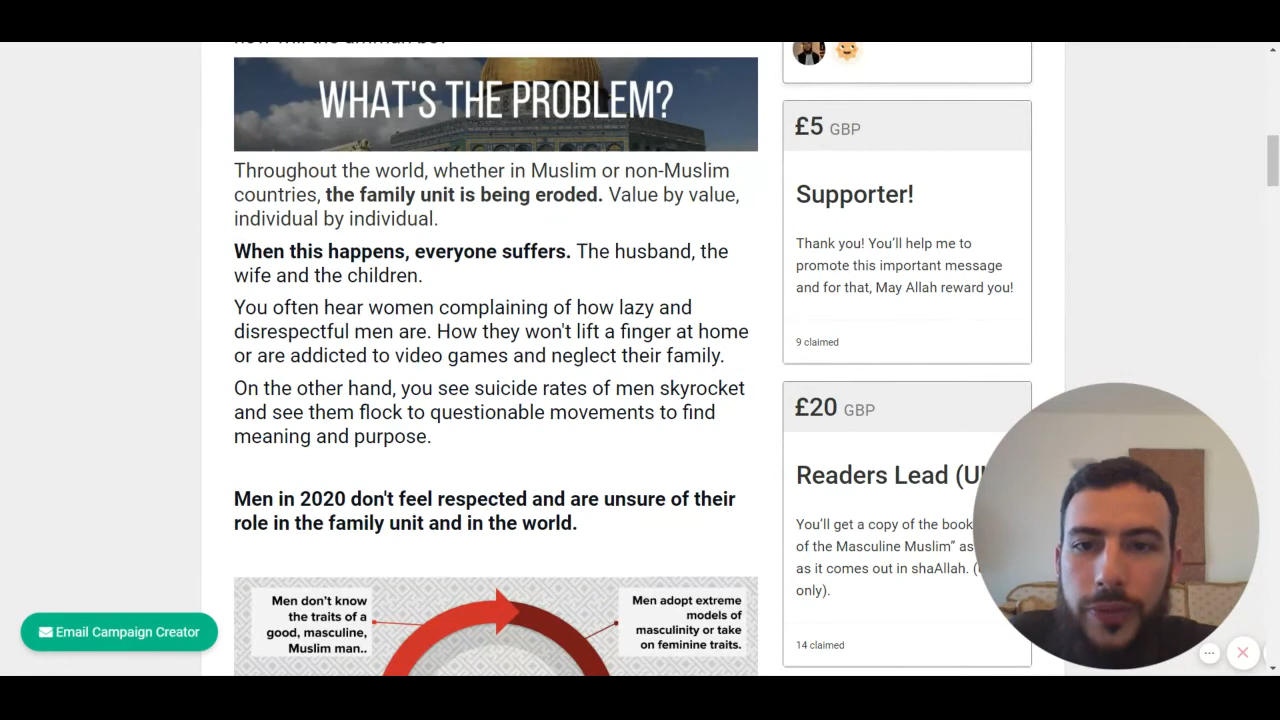 WHAT'S THE PROBLEM?
Throughout the world, whether in Muslim or non-Muslim
countries, the family unit is being eroded. Value by value,
individual by individual.
When this happens, everyone suffers. The husband, the
wife and the children.
You often hear women complaining of how lazy and
disrespectful men are. How they won't lift a finger at home
or are addicted to video games and neglect their family.
On the other hand, you see suicide rates of men skyrocket
and see them flock to questionable movements to find
meaning and purpose.
Men in 2020 don't feel respected and are unsure of their
role in the family unit and in the world.
Men don't know
the traits of a
good, masculine,
Muslim man..
Men adopt extreme
models of
masculinity or take
on feminine traits.
Email Campaign Creator
£5 GBP
Supporter!
Thank you! You'll help me to
promote this important message
and for that, May Allah reward you!
9 claimed
£20 GBP
Readers Lead (U
You'll get a copy of the book
of the Masculine Muslim" as
as it comes out in shaAllah. (
only).
14 claimed